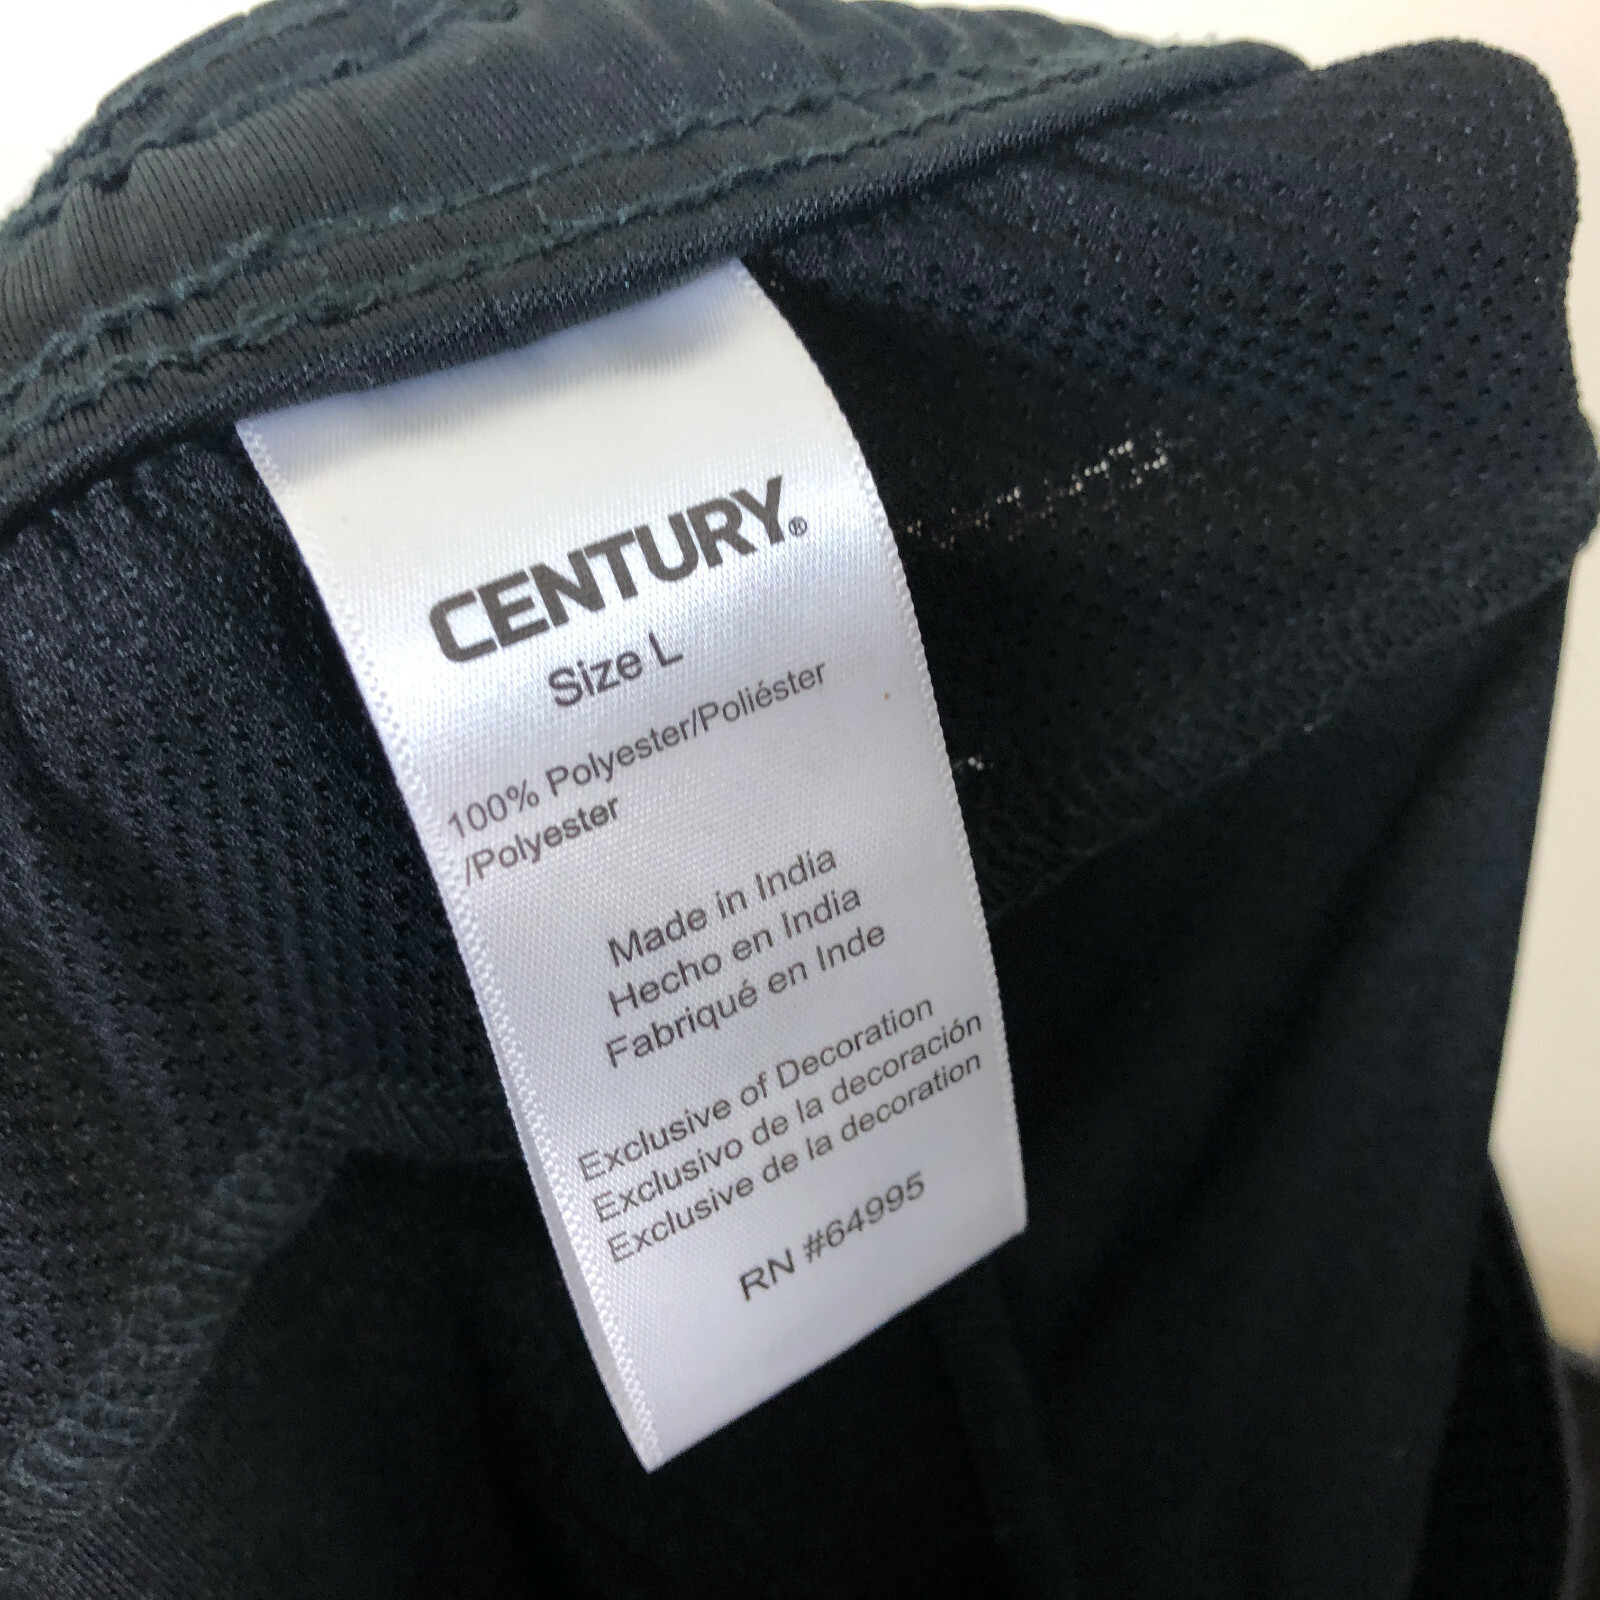 CENTURY®
Size L
100% Polyester/Poliéster
/Polyester
Made in India
Hecho en India
Fabriqué en Inde
Exclusive of Decoration
Exclusivo de la decoración
Exclusive de la decoration
RN #64995